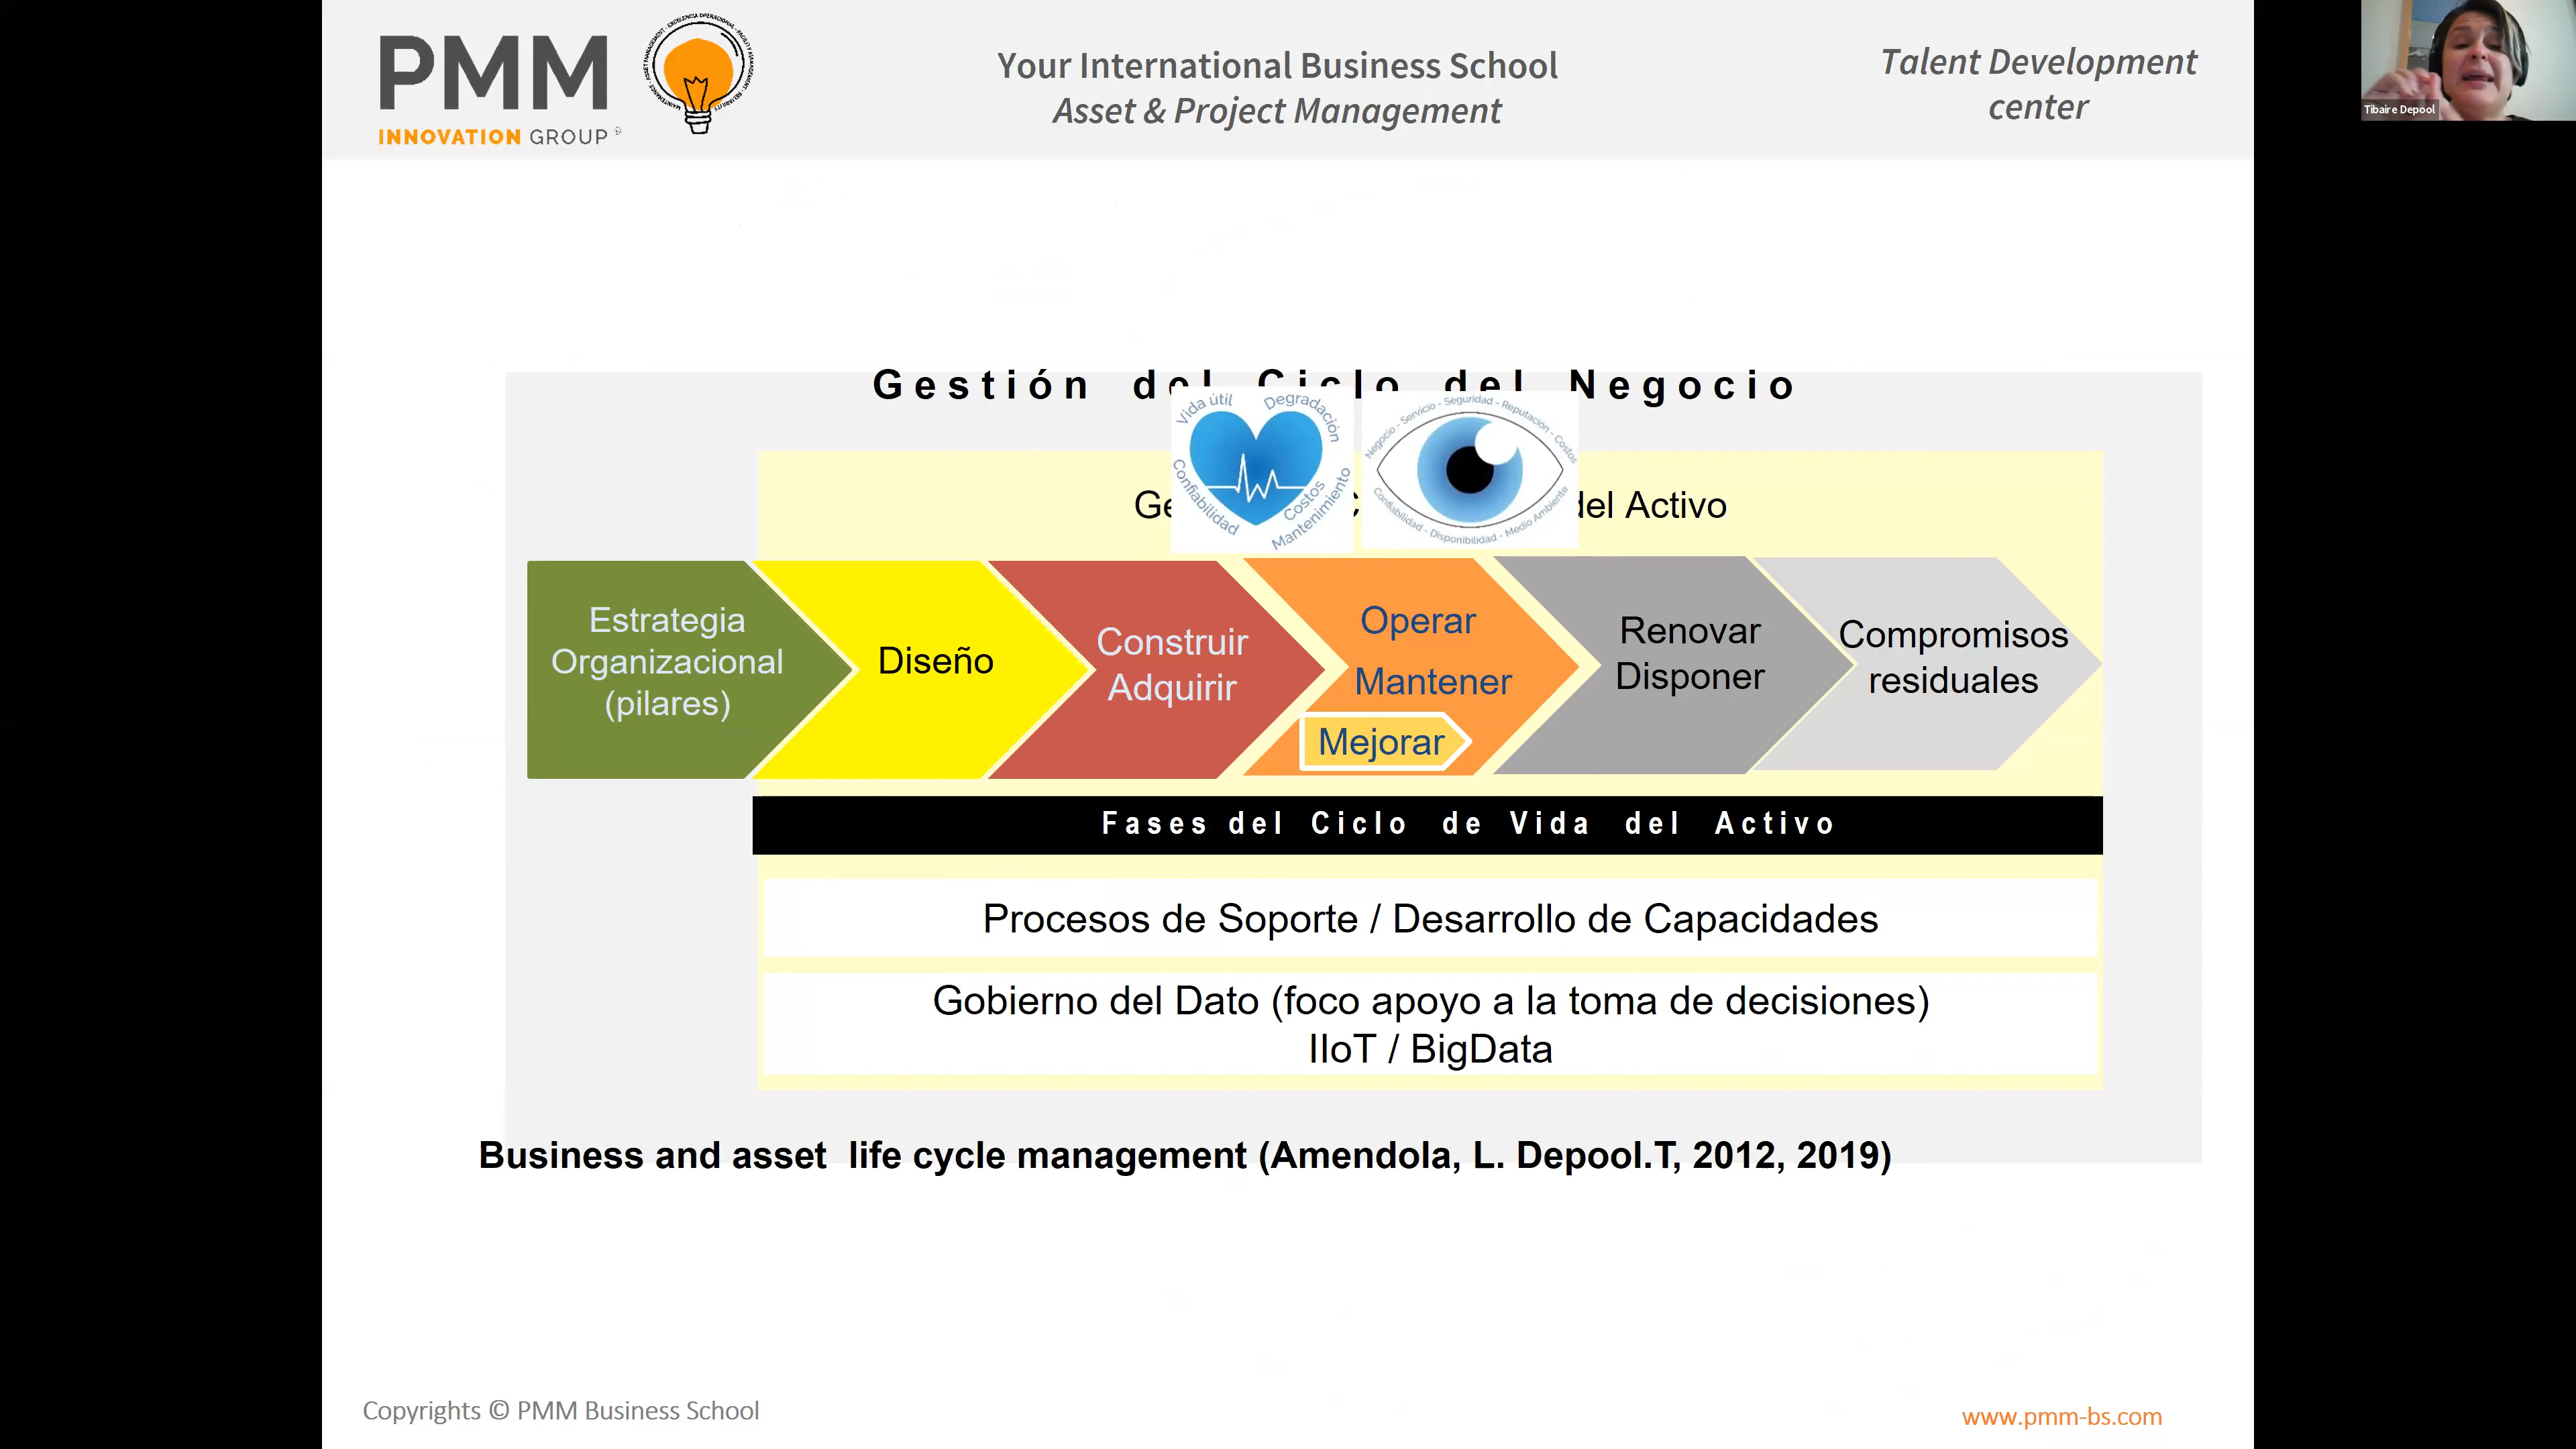 PMM
INNOVATION GROUP
Your International Business School
Asset & Project Management
Talent Development
center
Tibaire Depool
Gestión del Ciclo del Negocio
Vida útil
Degradación
Confiabilidad
Costos
Mantenimiento
Negocio - Servicio - Seguridad - Reputación - Costos
Confiabilidad - Disponibilidad - Medio Ambiente
del Activo
Estrategia
Organizacional
(pilares)
Diseño
Construir
Adquirir
Operar
Mantener
Mejorar
Renovar
Disponer
Compromisos
residuales
Fases del Ciclo de Vida del Activo
Procesos de Soporte / Desarrollo de Capacidades
Gobierno del Dato (foco apoyo a la toma de decisiones)
IIoT / BigData
Business and asset life cycle management (Amendola, L. Depool.T, 2012, 2019)
Copyrights © PMM Business School
www.pmm-bs.com